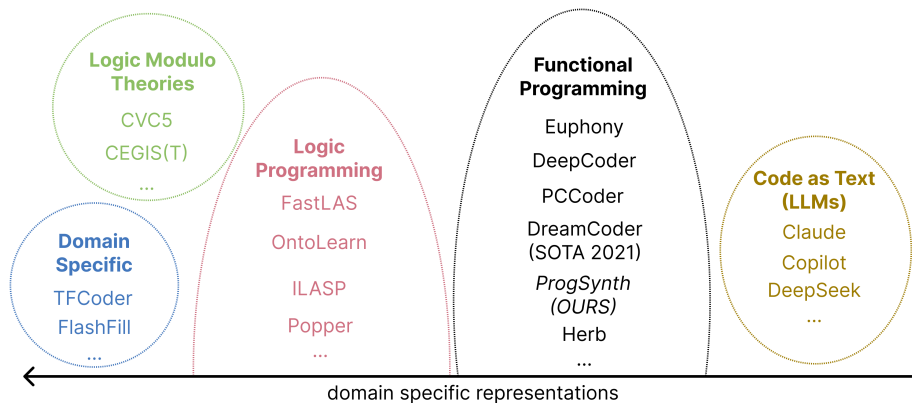 Logic Modulo
Theories
CVC5
CEGIS(T)
...
Domain
Specific
TFCoder
FlashFill
...
Logic
Programming
FastLAS
OntoLearn
ILASP
Popper
...
Functional
Programming
Euphony
DeepCoder
PCCoder
DreamCoder
(SOTA 2021)
ProgSynth
(OURS)
Herb
...
Code as Text
(LLMs)
Claude
Copilot
DeepSeek
...
domain specific representations